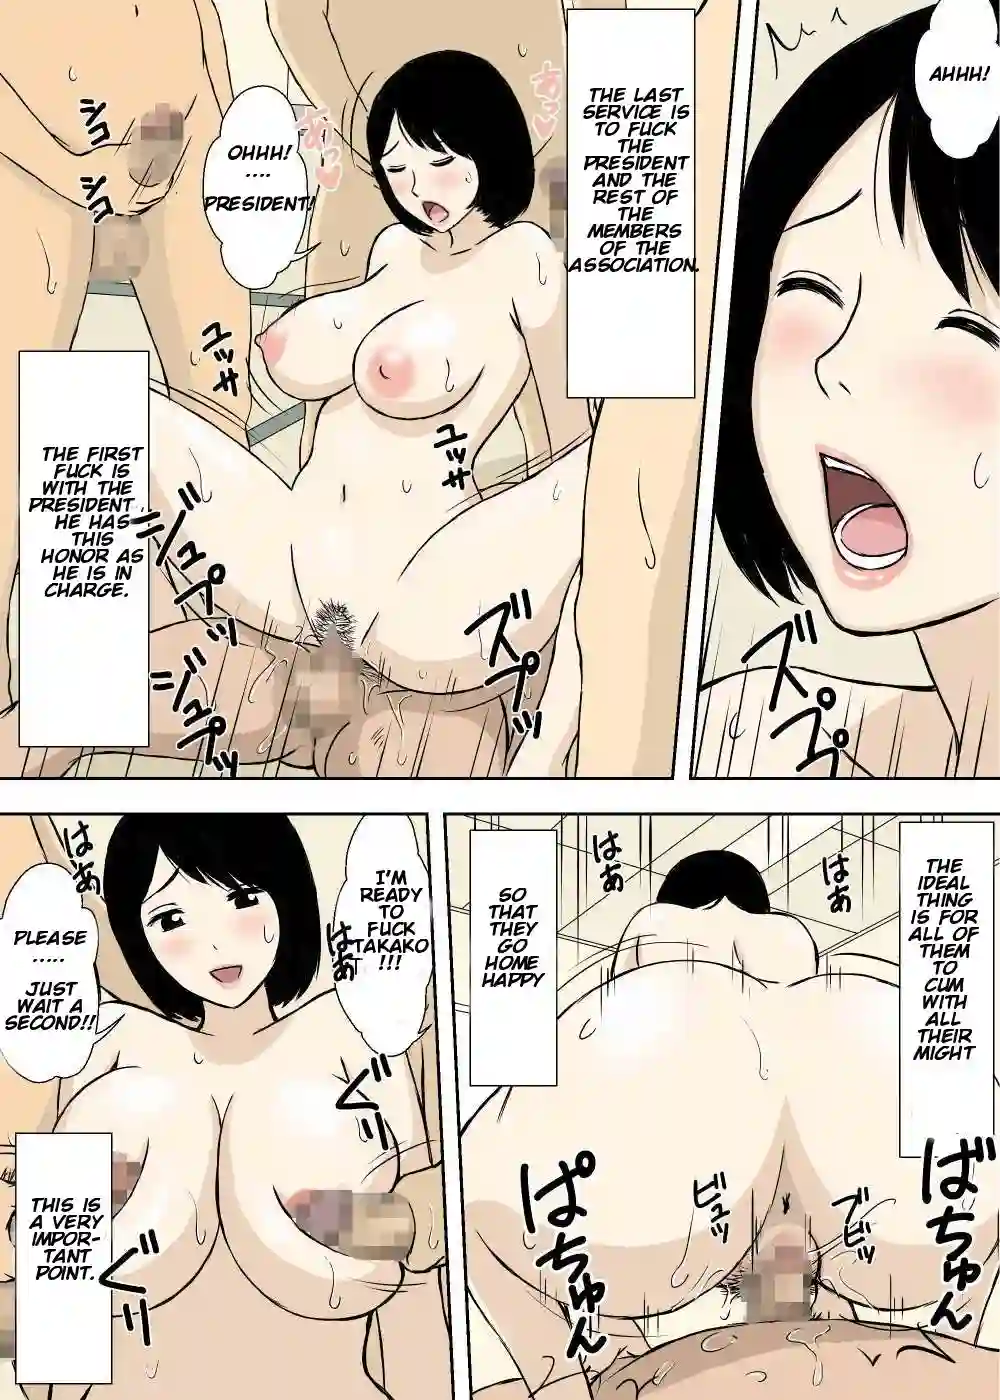 AHHH!
THE LAST
SERVICE IS
TO FUCK
THE
PRESIDENT
AND THE
REST OF
THE
MEMBERS
OF THE
ASSOCIATION.
OHHH!
....
PRESIDENT!
THE FIRST
FUCK IS
WITH THE
PRESIDENT,
HE HAS
THIS
HONOR AS
HE IS IN
CHARGE.
あっ
あっ
シコ
シコ
ユッサ
ユッサ
ジュプッ
ジュプッ
ズプッ
ズプ
THE
IDEAL
THING
IS FOR
ALL OF
THEM TO
CUM
WITH
ALL
THEIR
MIGHT
SO
THAT
THEY
GO
HOME
HAPPY
I'M
READY
TO
FUCK
TAKAKO
!!!
PLEASE
.....
JUST
WAIT A
SECOND!!
THIS IS
A VERY
IMPOR-
TANT
POINT.
はぁ
はぁ
はぁ
はぁ
ぐりっ
ぐりっ
ばちゅん
ぱちゅん
ビュッ